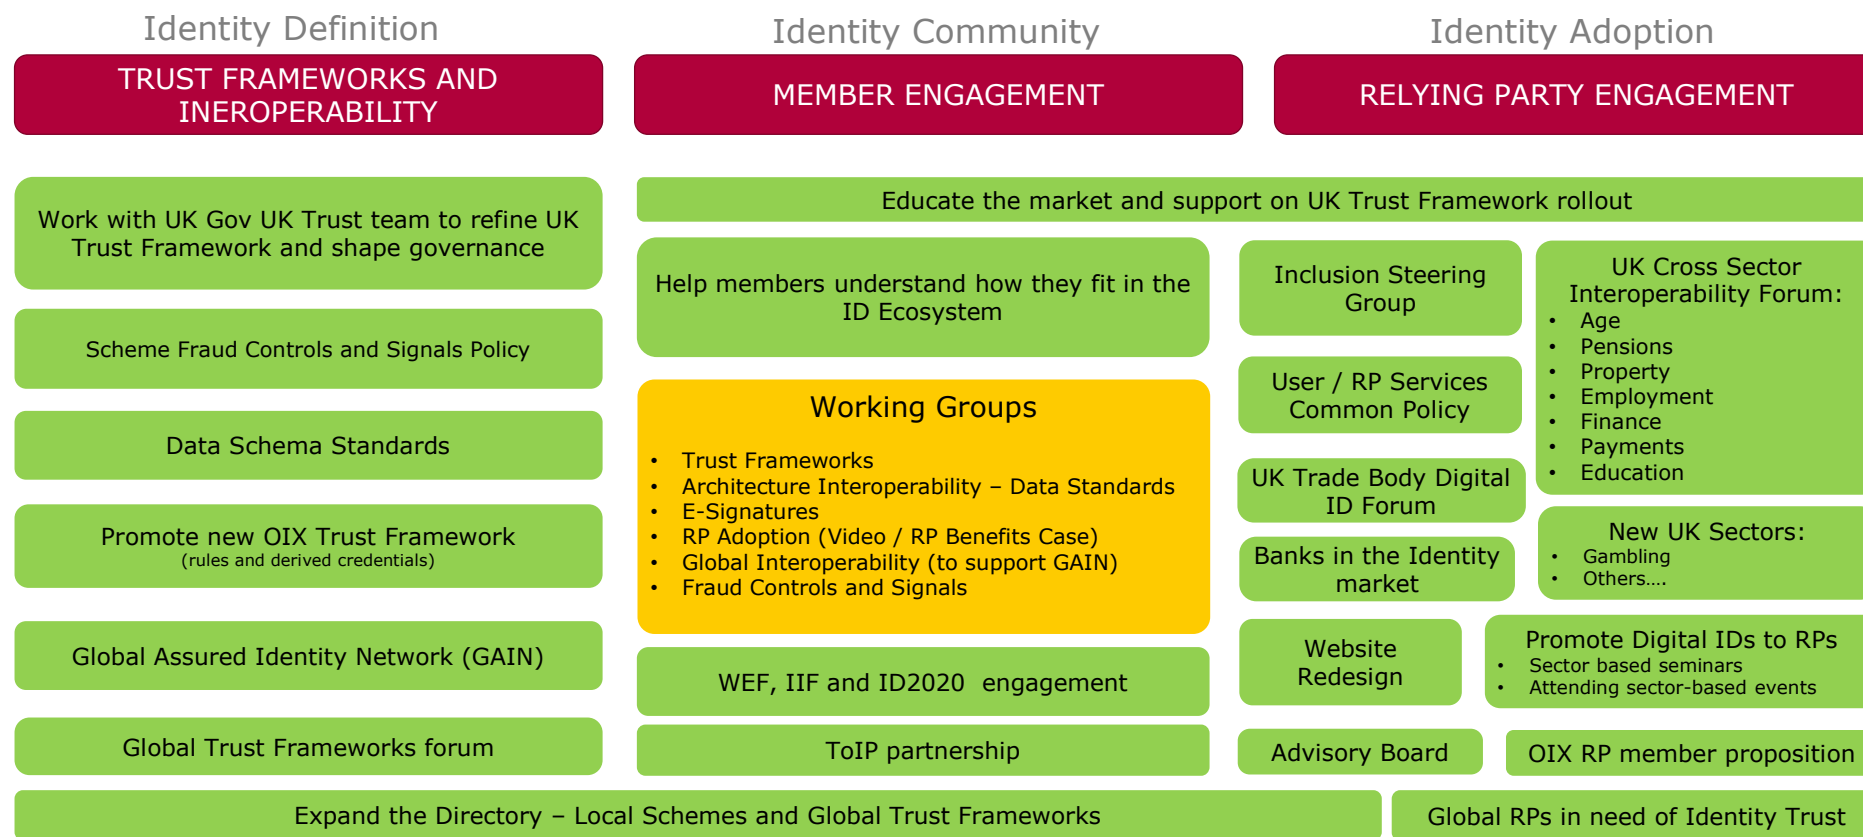 Identity Definition
TRUST FRAMEWORKS AND
INEROPERABILITY
Work with UK Gov UK Trust team to refine UK
Trust Framework and shape governance
Scheme Fraud Controls and Signals Policy
Data Schema Standards
Promote new OIX Trust Framework
(rules and derived credentials)
Global Assured Identity Network (GAIN)
Global Trust Frameworks forum
Identity Community
MEMBER ENGAGEMENT
Identity Adoption
RELYING PARTY ENGAGEMENT
Educate the market and support on UK Trust Framework rollout
Help members understand how they fit in the
ID Ecosystem
Working Groups
• Trust Frameworks
• Architecture Interoperability – Data Standards
• E-Signatures
• RP Adoption (Video / RP Benefits Case)
• Global Interoperability (to support GAIN)
• Fraud Controls and Signals
WEF, IIF and ID2020 engagement
ToIP partnership
Inclusion Steering
Group
User / RP Services
Common Policy
UK Trade Body Digital
ID Forum
Banks in the Identity
market
Website
Redesign
Advisory Board
UK Cross Sector
Interoperability Forum:
• Age
• Pensions
• Property
• Employment
• Finance
• Payments
• Education
New UK Sectors:
• Gambling
• Others….
Promote Digital IDs to RPs
• Sector based seminars
• Attending sector-based events
OIX RP member proposition
Expand the Directory – Local Schemes and Global Trust Frameworks
Global RPs in need of Identity Trust